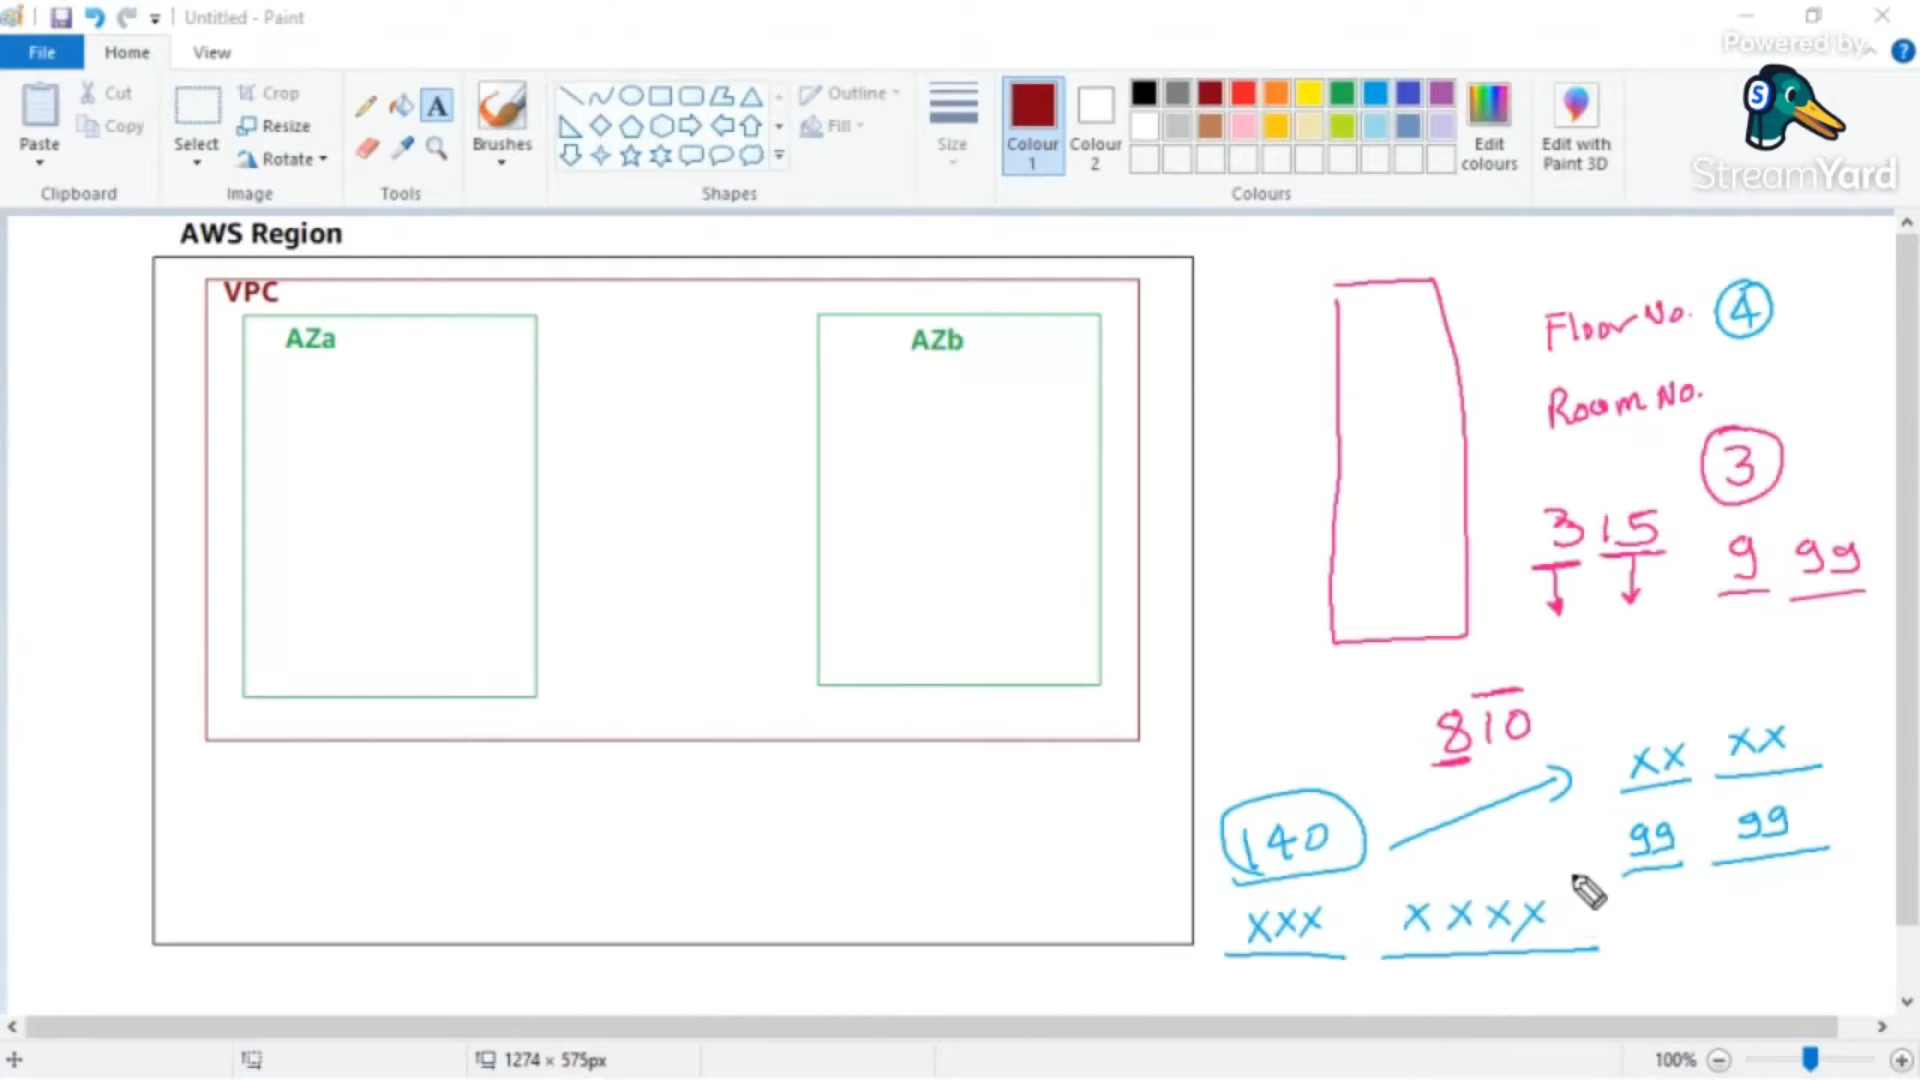 Untitled - Paint
File Home View
Powered by
Paste
Cut
Copy
Clipboard
Select
Crop
Resize
Rotate
Image
A
Tools
Brushes
Shapes
Outline
Fill
Size
Colour 1
Colour 2
Edit colours
Edit with Paint 3D
Colours
S
StreamYard
AWS Region
VPC
AZa
AZb
Floor No. 4
Room No.
3
3 15 9 99
810
xx xx
140
99 99
xxx xxxx
1274 × 575px
100%